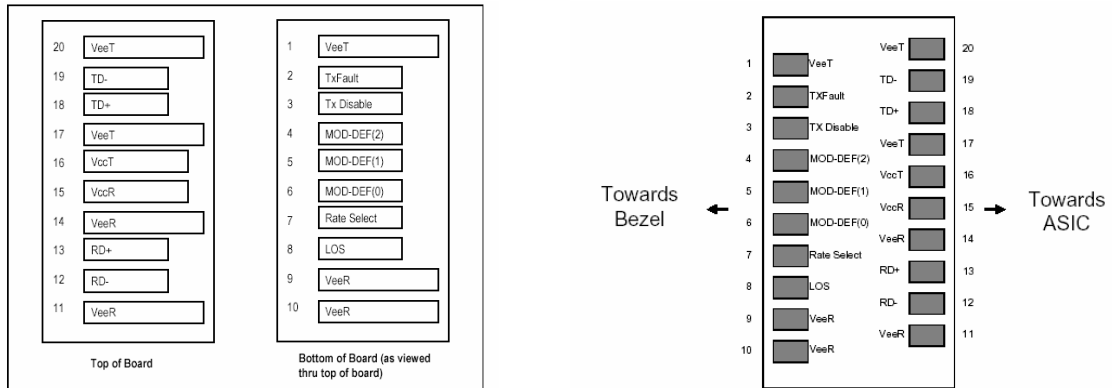 20 VeeT
19 TD-
18 TD+
17 VeeT
16 VccT
15 VccR
14 VeeR
13 RD+
12 RD-
11 VeeR
Top of Board
1 VeeT
2 TxFault
3 Tx Disable
4 MOD-DEF(2)
5 MOD-DEF(1)
6 MOD-DEF(0)
7 Rate Select
8 LOS
9 VeeR
10 VeeR
Bottom of Board (as viewed
thru top of board)
Towards
Bezel
1 VeeT
2 TXFault
3 TX Disable
4 MOD-DEF(2)
5 MOD-DEF(1)
6 MOD-DEF(0)
7 Rate Select
8 LOS
9 VeeR
10 VeeR
VeeT 20
TD- 19
TD+ 18
VeeT 17
VccT 16
VccR 15
VeeR 14
RD+ 13
RD- 12
VeeR 11
Towards
ASIC